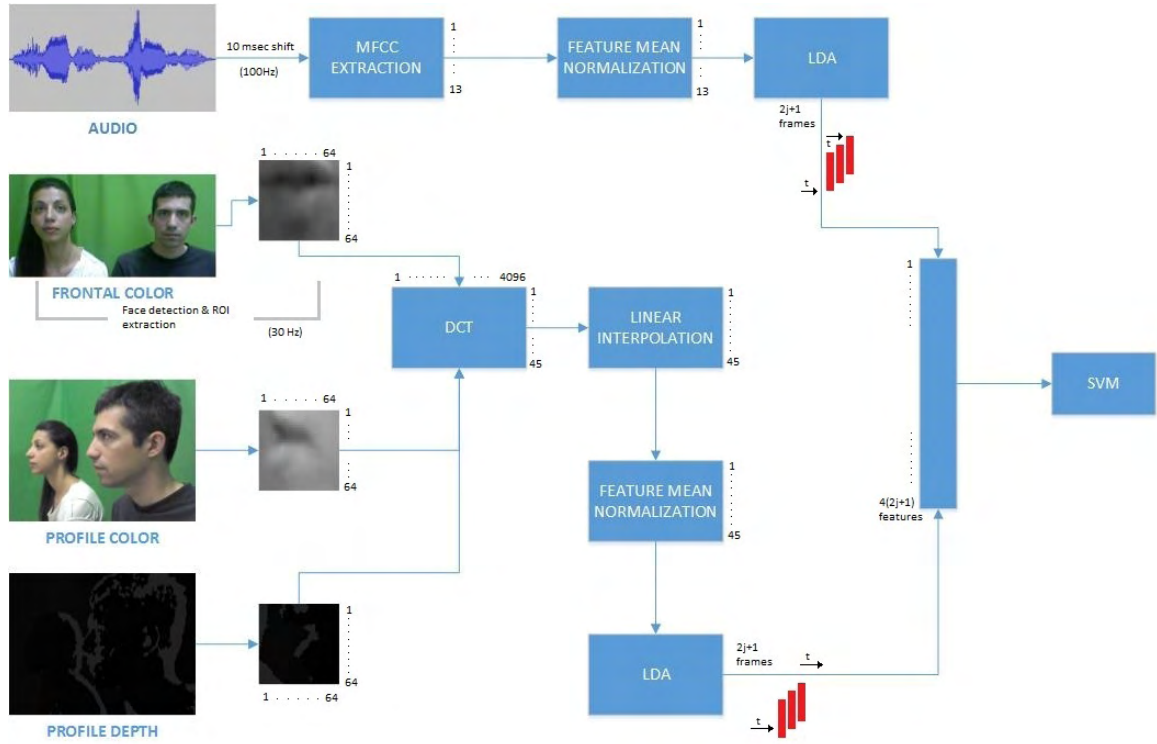 10 msec shift
(100Hz)
MFCC
EXTRACTION
1
13
FEATURE MEAN
NORMALIZATION
1
13
LDA
AUDIO
2j+1
frames
t
t
1 . . . . . 64
1
64
FRONTAL COLOR
Face detection & ROI
extraction
(30 Hz)
1 ...... ... 4096
DCT
1
45
LINEAR
INTERPOLATION
1
45
1
4(2j+1)
features
SVM
1 . . . . . 64
1
64
PROFILE COLOR
FEATURE MEAN
NORMALIZATION
1
45
1
64
1 . . . . . 64
PROFILE DEPTH
LDA
2j+1
frames
t
t